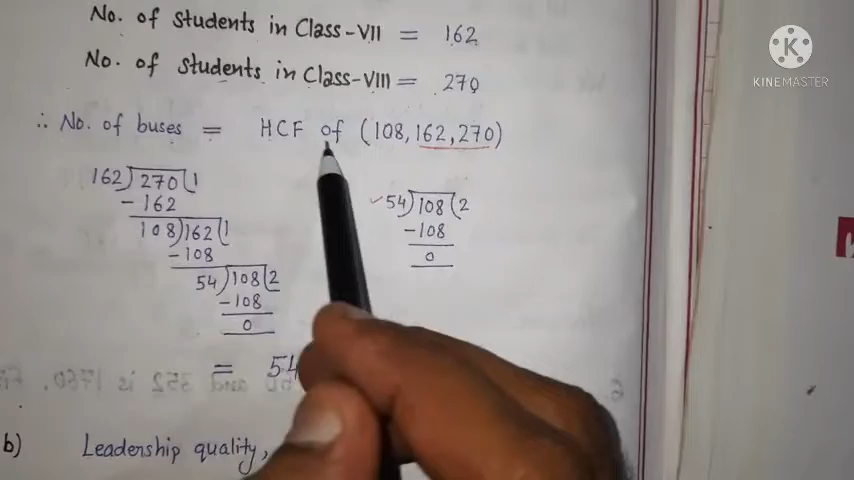 No. of Students in Class-VII = 162
No. of Students in Class-VIII = 270
∴ No. of buses = HCF of (108, 162, 270)
162) 270 (1
- 162
108) 162 (1
- 108
54) 108 (2
- 108
0
✓54) 108 (2
- 108
0
= 54
b) Leadership quality,
K
KINEMASTER